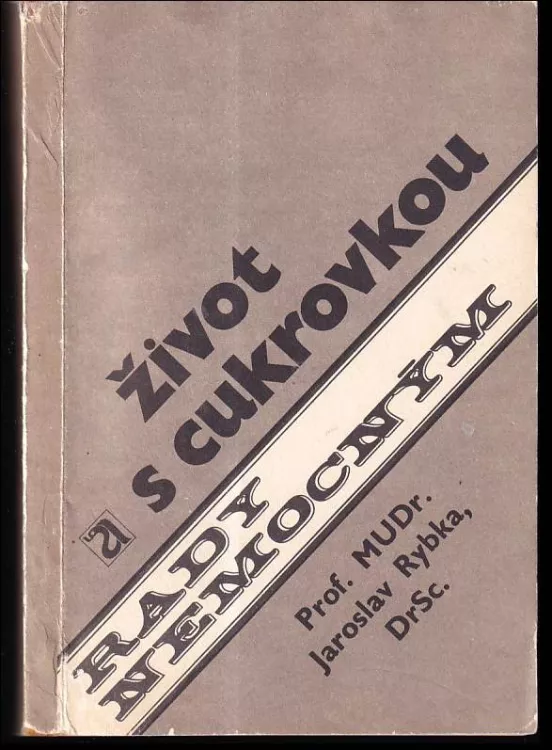 život
s cukrovkou
RADY
NEMOCNÝM
Prof. MUDr.
Jaroslav Rybka,
DrSc.